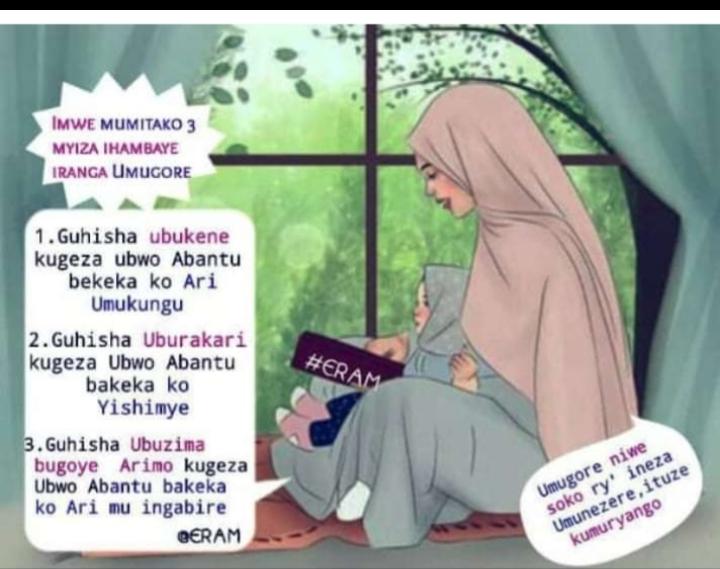 IMWE MUMITAKO 3
MYIZA IHAMBAYE
IRANGA UMUGORE
1.Guhisha ubukene
kugeza ubwo Abantu
bekeka ko Ari
Umukungu
2.Guhisha Uburakari
kugeza Ubwo Abantu
bakeka ko
Yishimye
3.Guhisha Ubuzima
bugoye Arimo kugeza
Ubwo Abantu bakeka
ko Ari mu ingabire
@ERAM
#ERAM
Umugore niwe
soko ry' ineza
Umunezere,ituze
kumuryango